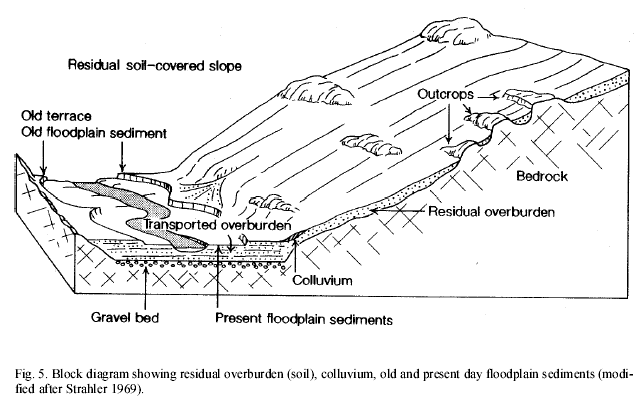 Residual soil-covered slope
Outcrops
Old terrace
Old floodplain sediment
Bedrock
Residual overburden
Transported overburden
Colluvium
Gravel bed
Present floodplain sediments
Fig. 5. Block diagram showing residual overburden (soil), colluvium, old and present day floodplain sediments (modi-
fied after Strahler 1969).